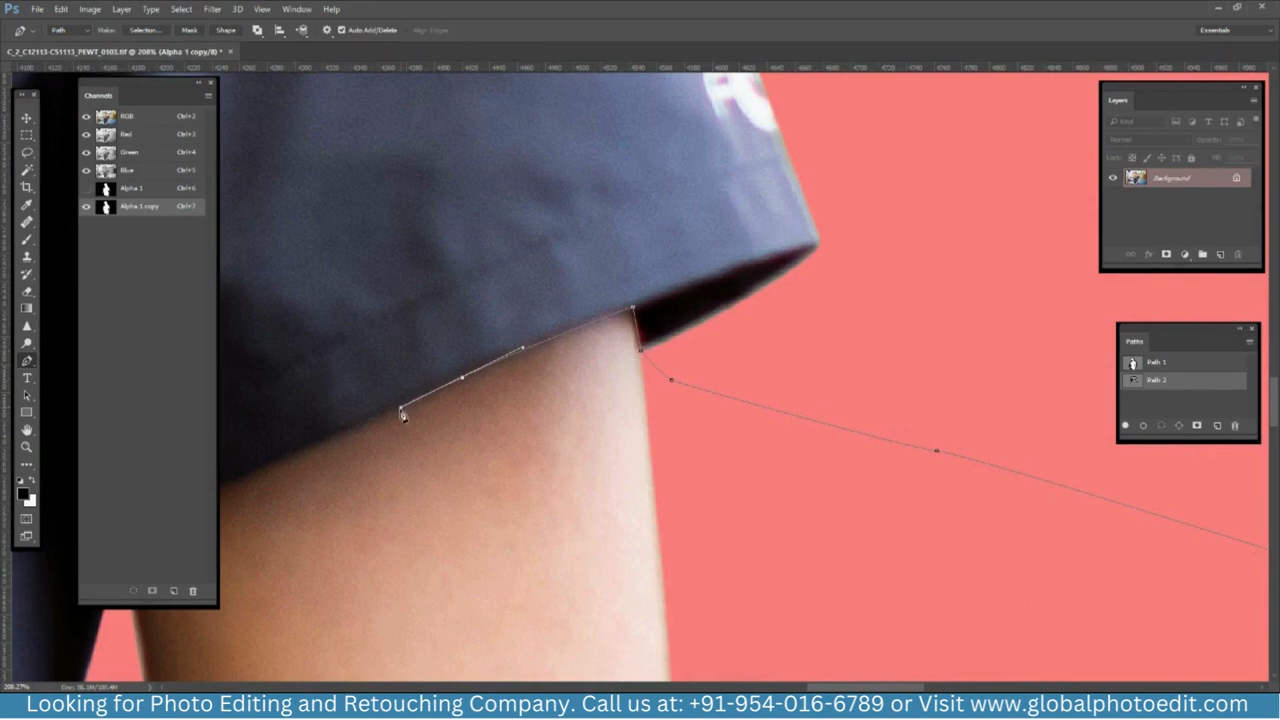 Ps File Edit Image Layer Type Select Filter 3D View Window Help
Path Make: Selection... Mask Shape Auto Add/Delete Align Edges Essentials
C_2_C12113-CS1113_PEWT_0103.tif @ 208% (Alpha 1 copy/8) *
Channels
RGB Ctrl+2
Red Ctrl+3
Green Ctrl+4
Blue Ctrl+5
Alpha 1 Ctrl+6
Alpha 1 copy Ctrl+7
Layers
Kind
Normal Opacity:
Lock: Fill:
Background
Paths
Path 1
Path 2
208.27%
Looking for Photo Editing and Retouching Company. Call us at: +91-954-016-6789 or Visit www.globalphotoedit.com